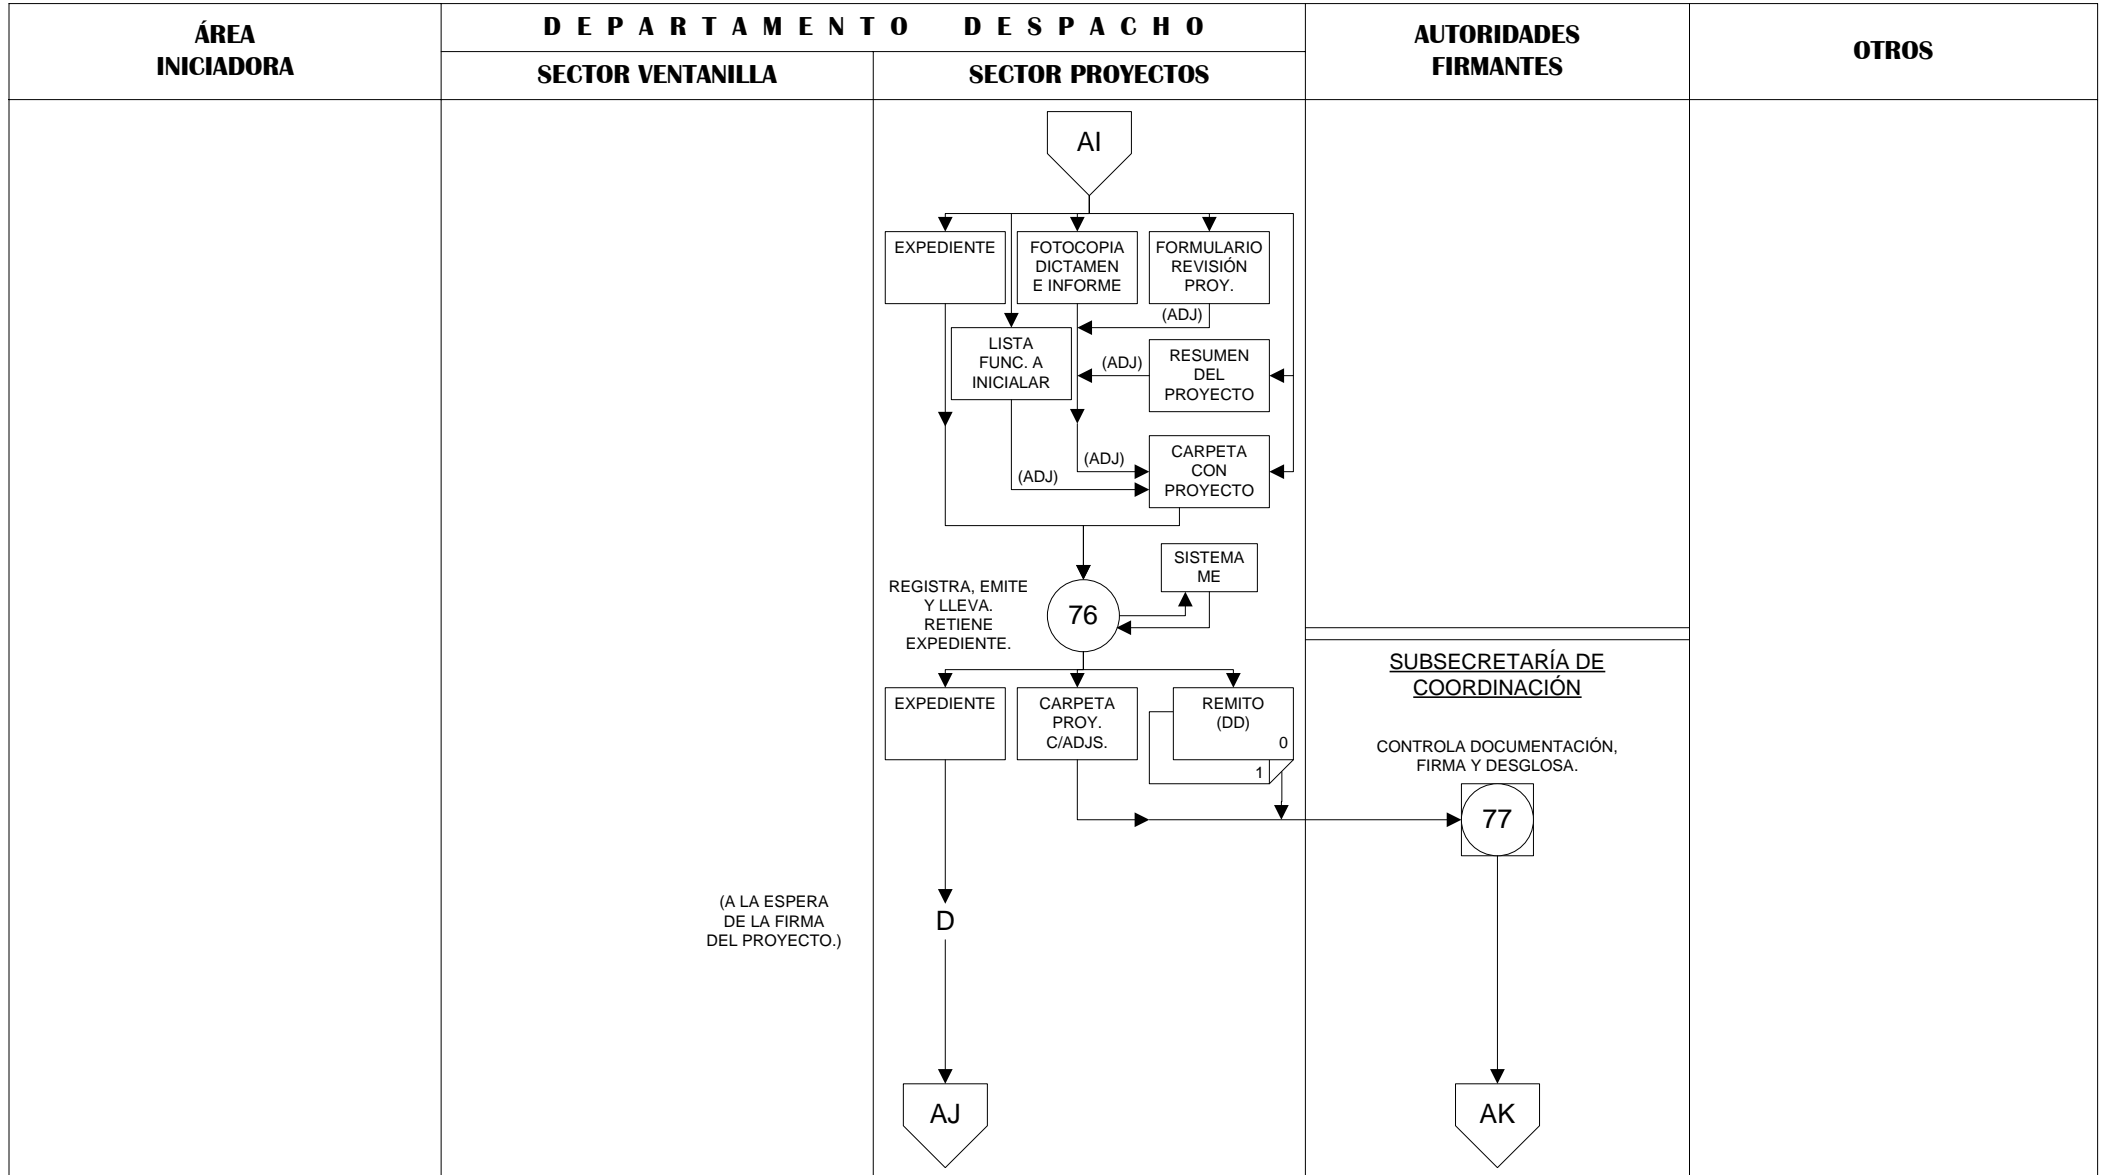 ÁREA
INICIADORA
DEPARTAMENTO DESPACHO
SECTOR VENTANILLA
SECTOR PROYECTOS
AUTORIDADES
FIRMANTES
OTROS
AI
EXPEDIENTE
FOTOCOPIA
DICTAMEN
E INFORME
FORMULARIO
REVISIÓN
PROY.
(ADJ)
LISTA
FUNC. A
INICIALAR
(ADJ)
RESUMEN
DEL
PROYECTO
(ADJ)
(ADJ)
CARPETA
CON
PROYECTO
REGISTRA, EMITE
Y LLEVA.
RETIENE
EXPEDIENTE.
76
SISTEMA
ME
EXPEDIENTE
CARPETA
PROY.
C/ADJS.
REMITO
(DD)
0
1
SUBSECRETARÍA DE
COORDINACIÓN
CONTROLA DOCUMENTACIÓN,
FIRMA Y DESGLOSA.
77
(A LA ESPERA
DE LA FIRMA
DEL PROYECTO.)
D
AJ
AK